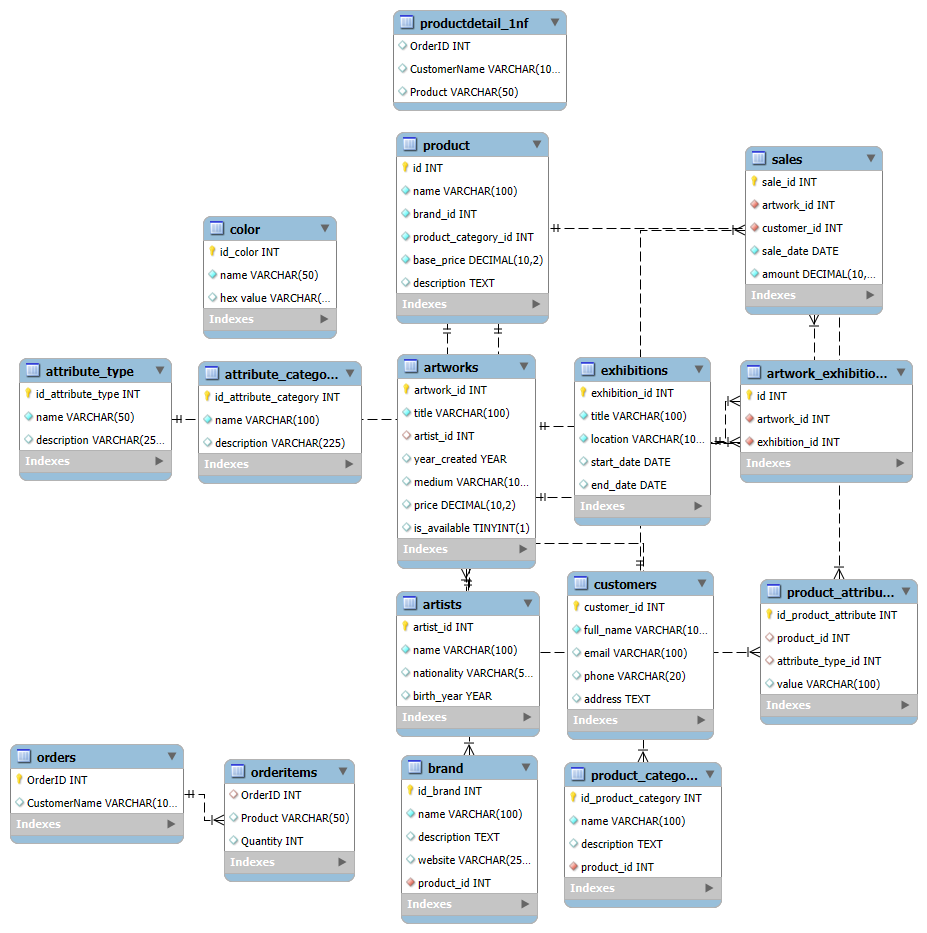 productdetail_1nf
OrderID INT
CustomerName VARCHAR(10...
Product VARCHAR(50)
product
id INT
name VARCHAR(100)
brand_id INT
product_category_id INT
base_price DECIMAL(10,2)
description TEXT
Indexes
sales
sale_id INT
artwork_id INT
customer_id INT
sale_date DATE
amount DECIMAL(10,...
Indexes
color
id_color INT
name VARCHAR(50)
hex value VARCHAR(...
Indexes
attribute_type
id_attribute_type INT
name VARCHAR(50)
description VARCHAR(25...
Indexes
attribute_catego...
id_attribute_category INT
name VARCHAR(100)
description VARCHAR(225)
Indexes
artworks
artwork_id INT
title VARCHAR(100)
artist_id INT
year_created YEAR
medium VARCHAR(10...
price DECIMAL(10,2)
is_available TINYINT(1)
Indexes
exhibitions
exhibition_id INT
title VARCHAR(100)
location VARCHAR(10...
start_date DATE
end_date DATE
Indexes
artwork_exhibitio...
id INT
artwork_id INT
exhibition_id INT
Indexes
artists
artist_id INT
name VARCHAR(100)
nationality VARCHAR(5...
birth_year YEAR
Indexes
customers
customer_id INT
full_name VARCHAR(10...
email VARCHAR(100)
phone VARCHAR(20)
address TEXT
Indexes
product_attribu...
id_product_attribute INT
product_id INT
attribute_type_id INT
value VARCHAR(100)
Indexes
orders
OrderID INT
CustomerName VARCHAR(10...
Indexes
orderitems
OrderID INT
Product VARCHAR(50)
Quantity INT
Indexes
brand
id_brand INT
name VARCHAR(100)
description TEXT
website VARCHAR(25...
product_id INT
Indexes
product_catego...
id_product_category INT
name VARCHAR(100)
description TEXT
product_id INT
Indexes